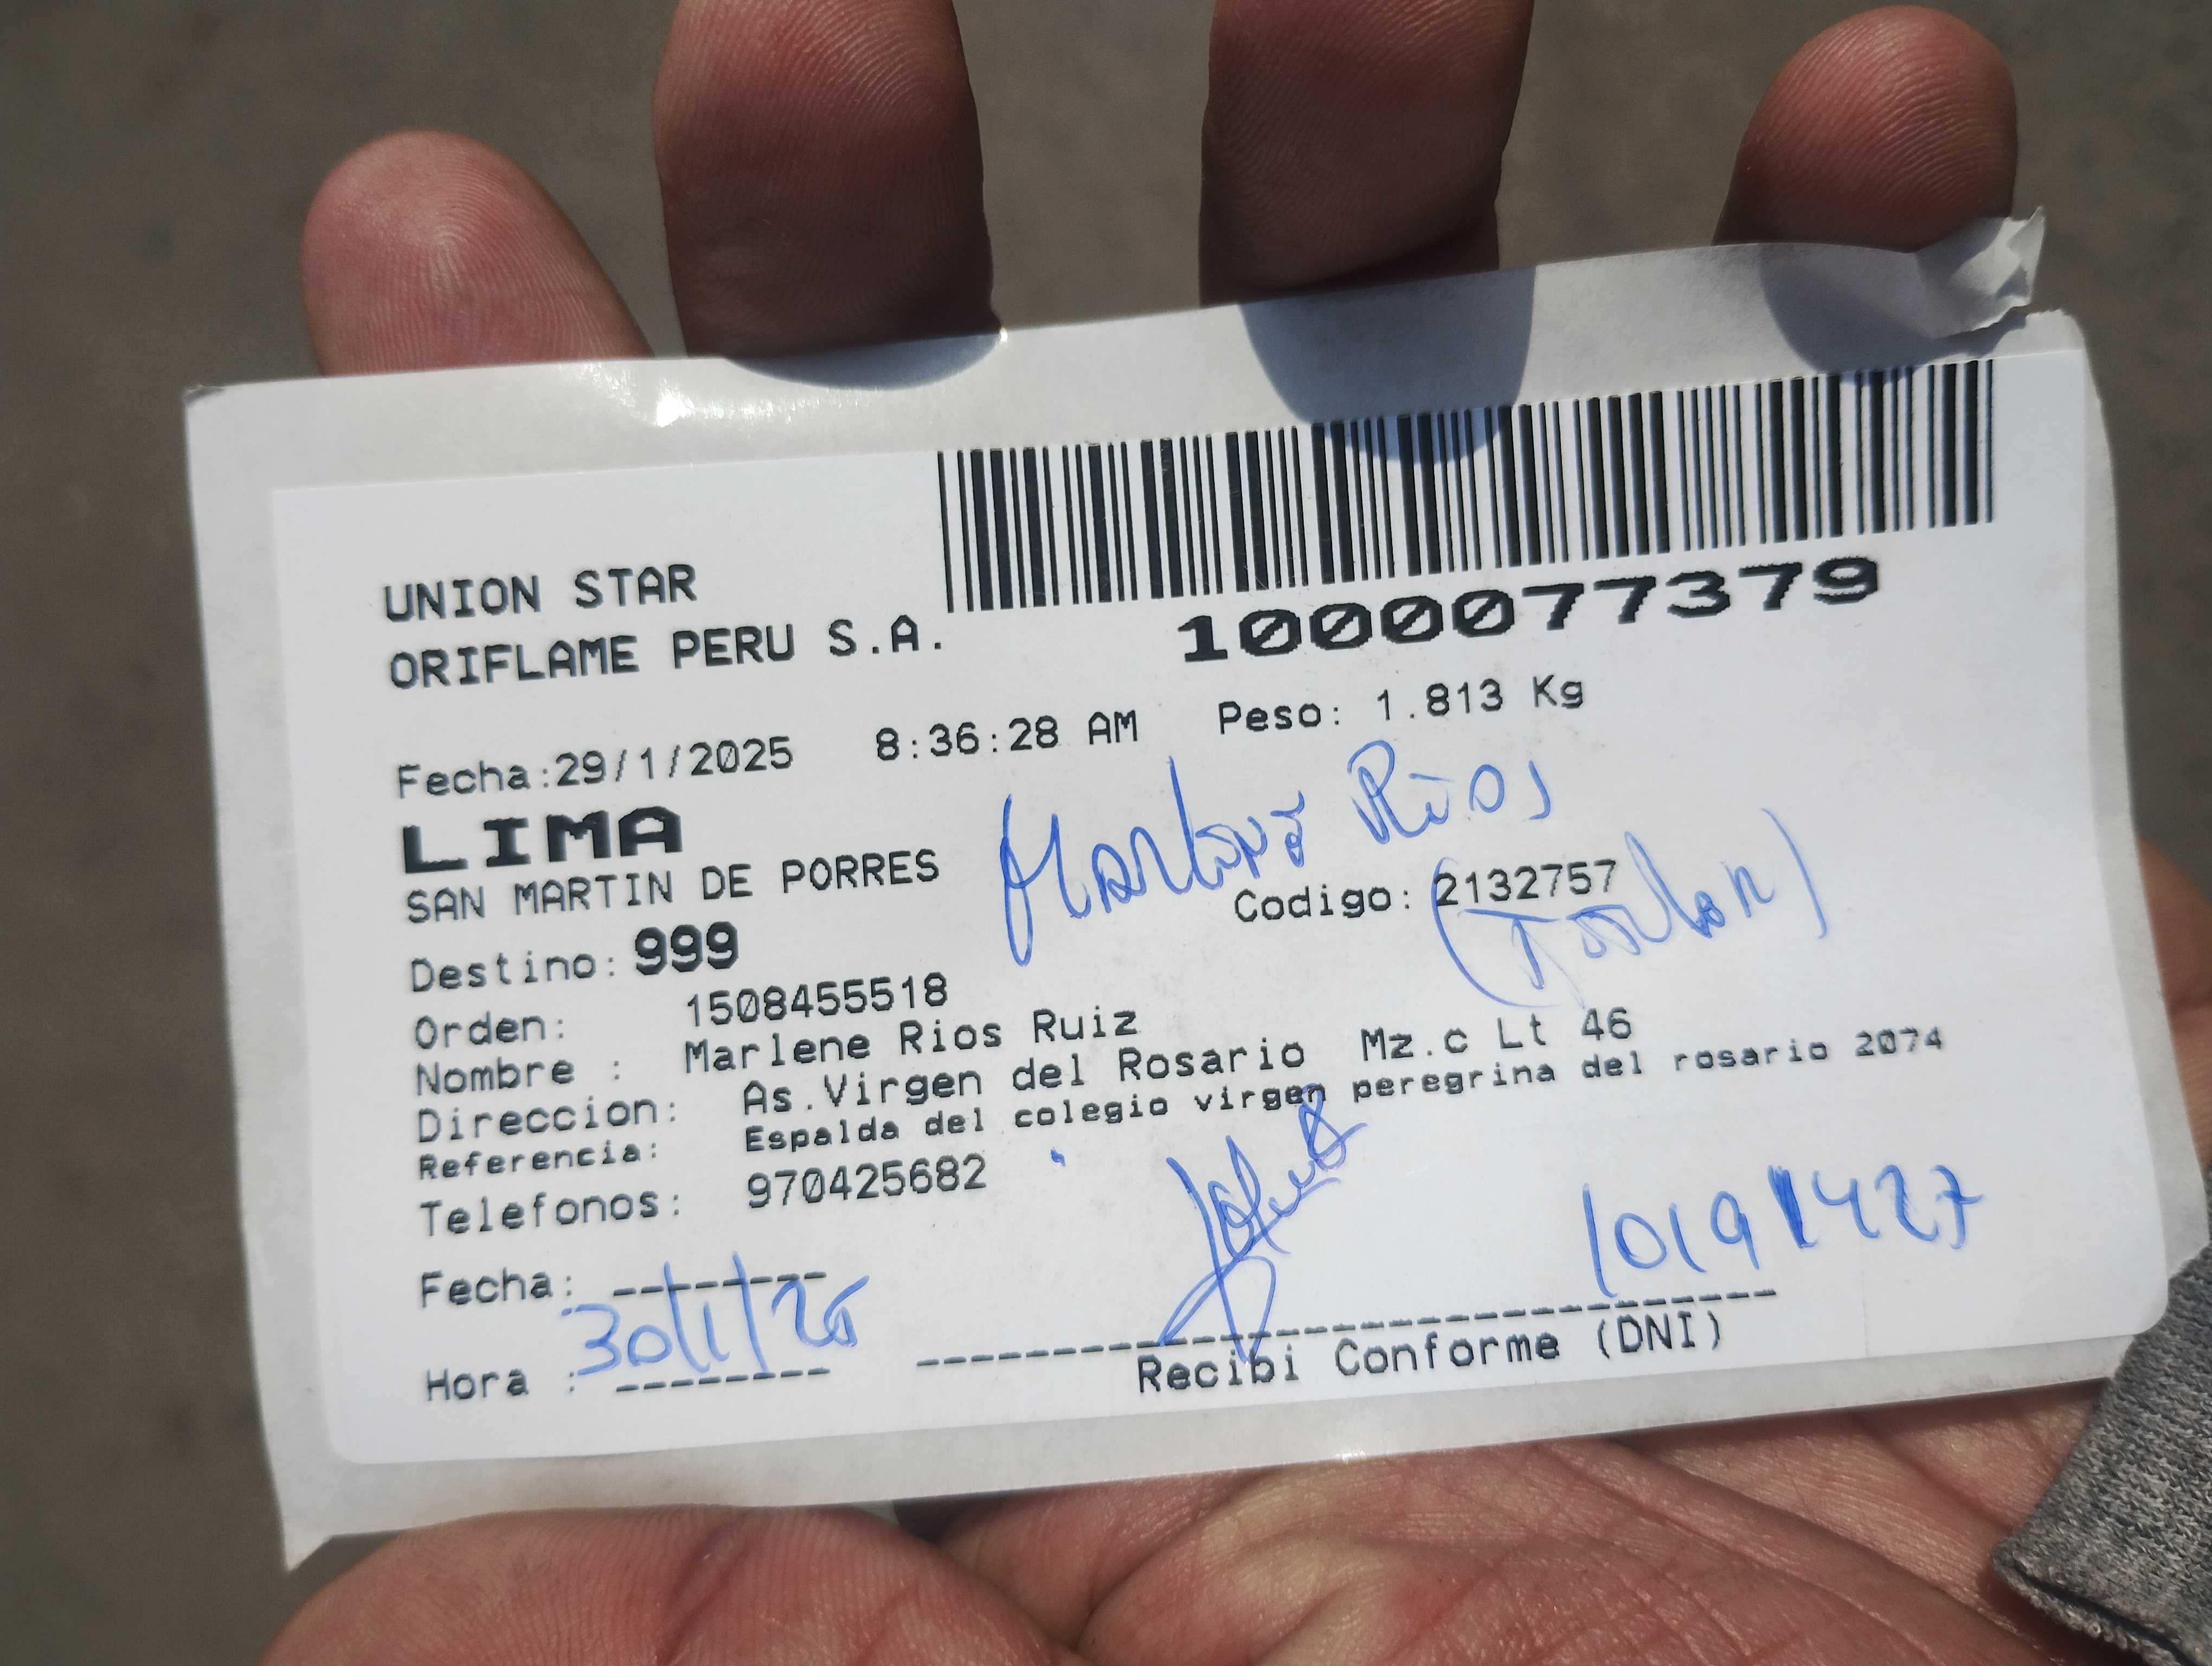 UNION STAR
ORIFLAME PERU S.A.
1000077379
Fecha:29/1/2025 8:36:28 AM Peso: 1.813 Kg
LIMA
SAN MARTIN DE PORRES
Rios
Codigo: 2132757
Destino: 999
Orden: 1508455518
Nombre : Marlene Rios Ruiz
Direccion: As.Virgen del Rosario Mz.c Lt 46
Referencia: Espalda del colegio virgen peregrina del rosario 2074
Telefonos: 970425682
Fecha:
30/1/25
10191427
Hora :
Recibi Conforme (DNI)